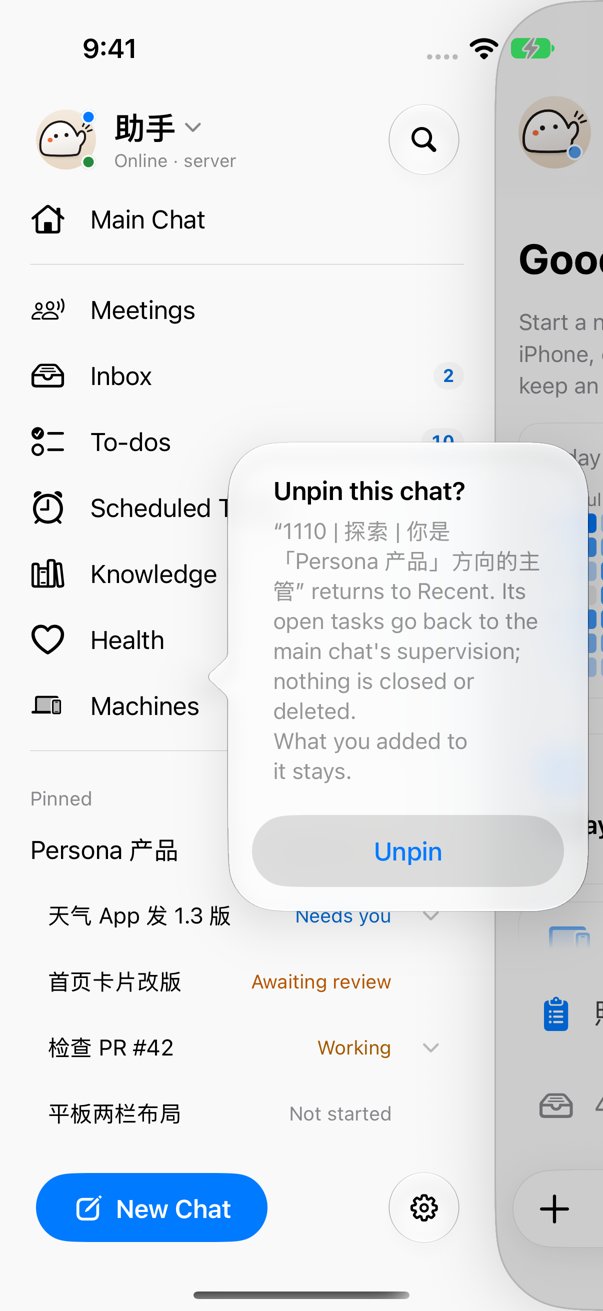 9:41
助手
Online · server
Main Chat
Meetings
Inbox
2
To-dos
10
Scheduled
Knowledge
Health
Machines
Unpin this chat?
“1110 | 探索 | 你是
「Persona 产品」方向的主
管” returns to Recent. Its
open tasks go back to the
main chat's supervision;
nothing is closed or
deleted.
What you added to
it stays.
Unpin
Pinned
Persona 产品
天气 App 发 1.3 版
Needs you
首页卡片改版
Awaiting review
检查 PR #42
Working
平板两栏布局
Not started
New Chat
Start a
iPhone,
keep an